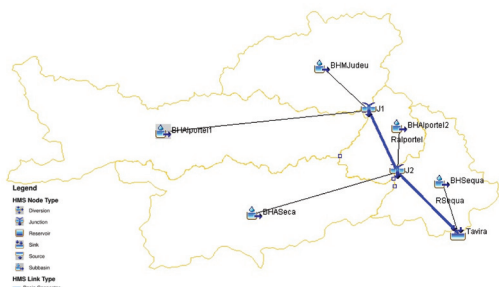 BHMJudeu
J1
BHAlportel1
BHAlportel2
Ralportel
J2
BHSequa
BHASeca
RSequa
Tavira
Legend
HMS Node Type
Diversion
Junction
Reservoir
Sink
Source
Subbasin
HMS Link Type